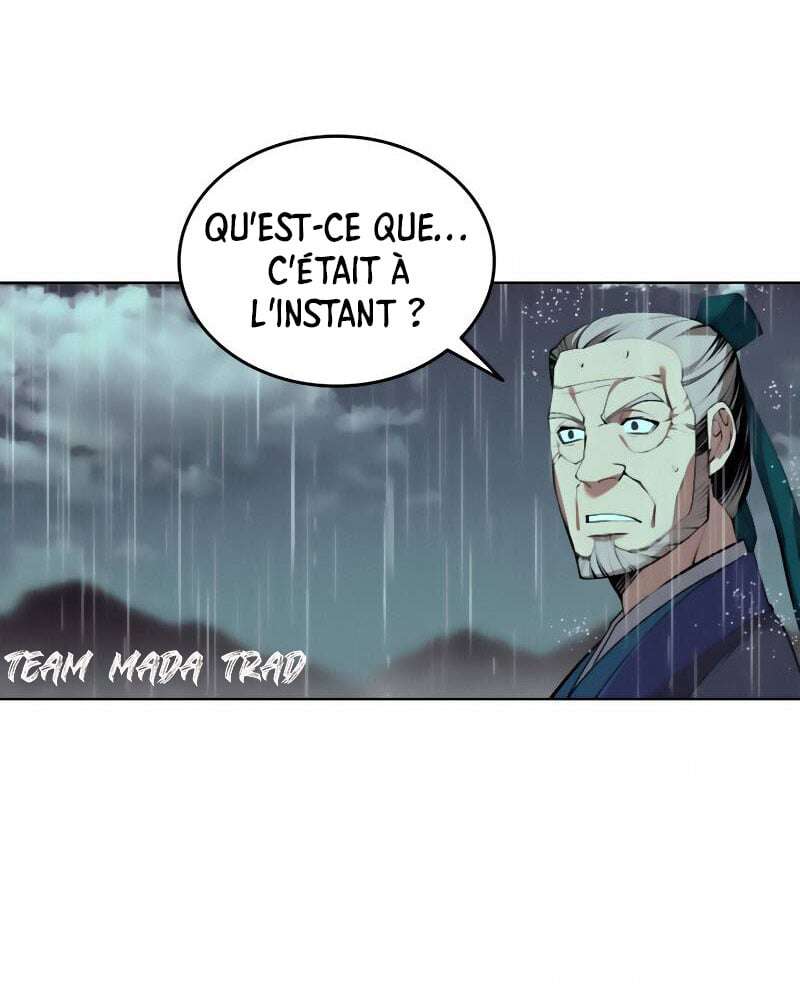 QU'EST-CE QUE...
C'ÉTAIT À
L'INSTANT ?
TEAM MADA TRAD